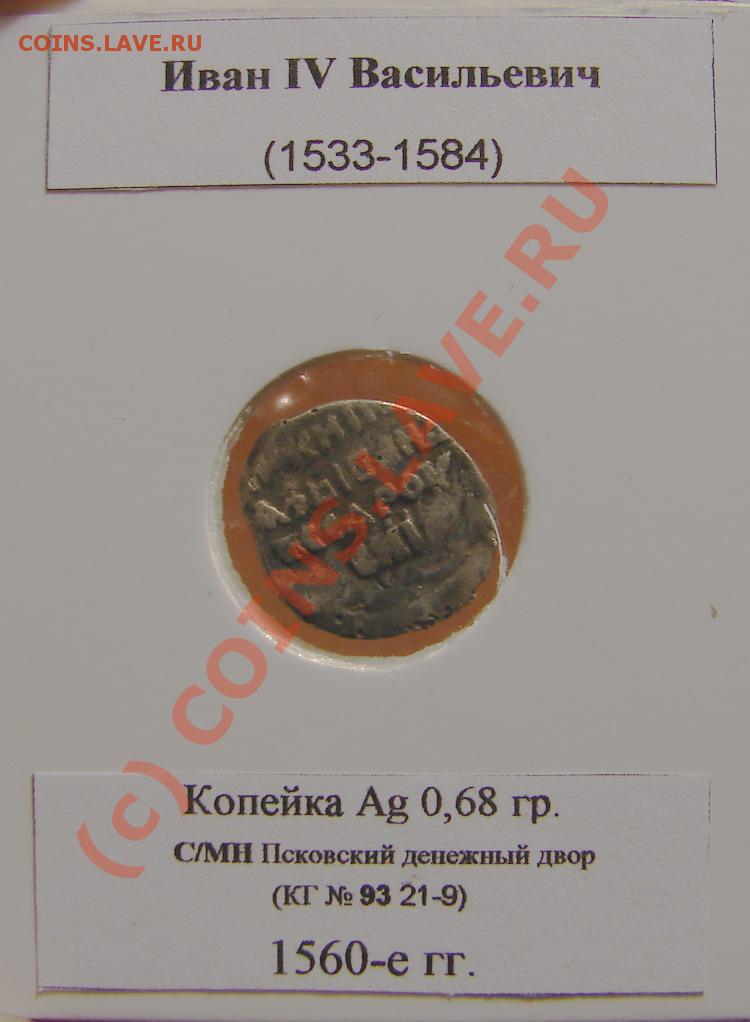 COINS.LAVE.RU
Иван IV Васильевич
(1533-1584)
(c) COINS.LAVE.RU
Копейка Ag 0,68 гр.
С/МН Псковский денежный двор
(КГ № 93 21-9)
1560-е гг.